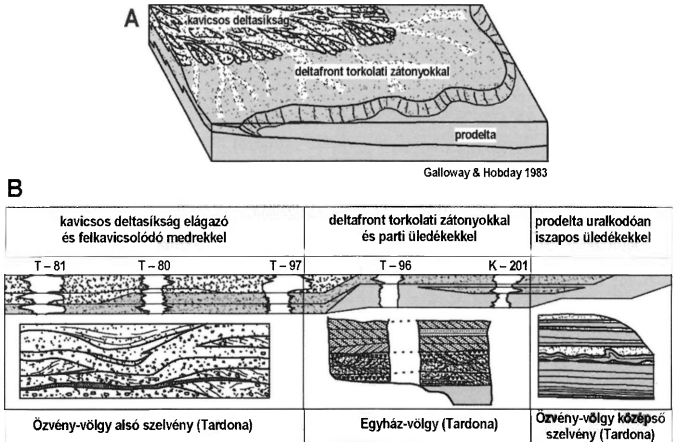 A
kavicsos deltasíkság
deltafront torkolati zátonyokkal
prodelta
Galloway & Hobday 1983
B
kavicsos deltasíkság elágazó
és felkavicsolódó medrekkel
deltafront torkolati zátonyokkal
és parti üledékekkel
prodelta uralkodóan
iszapos üledékekkel
T – 81
T – 80
T – 97
T – 96
K – 201
Özvény-völgy alsó szelvény (Tardona)
Egyház-völgy (Tardona)
Özvény-völgy középső
szelvény (Tardona)